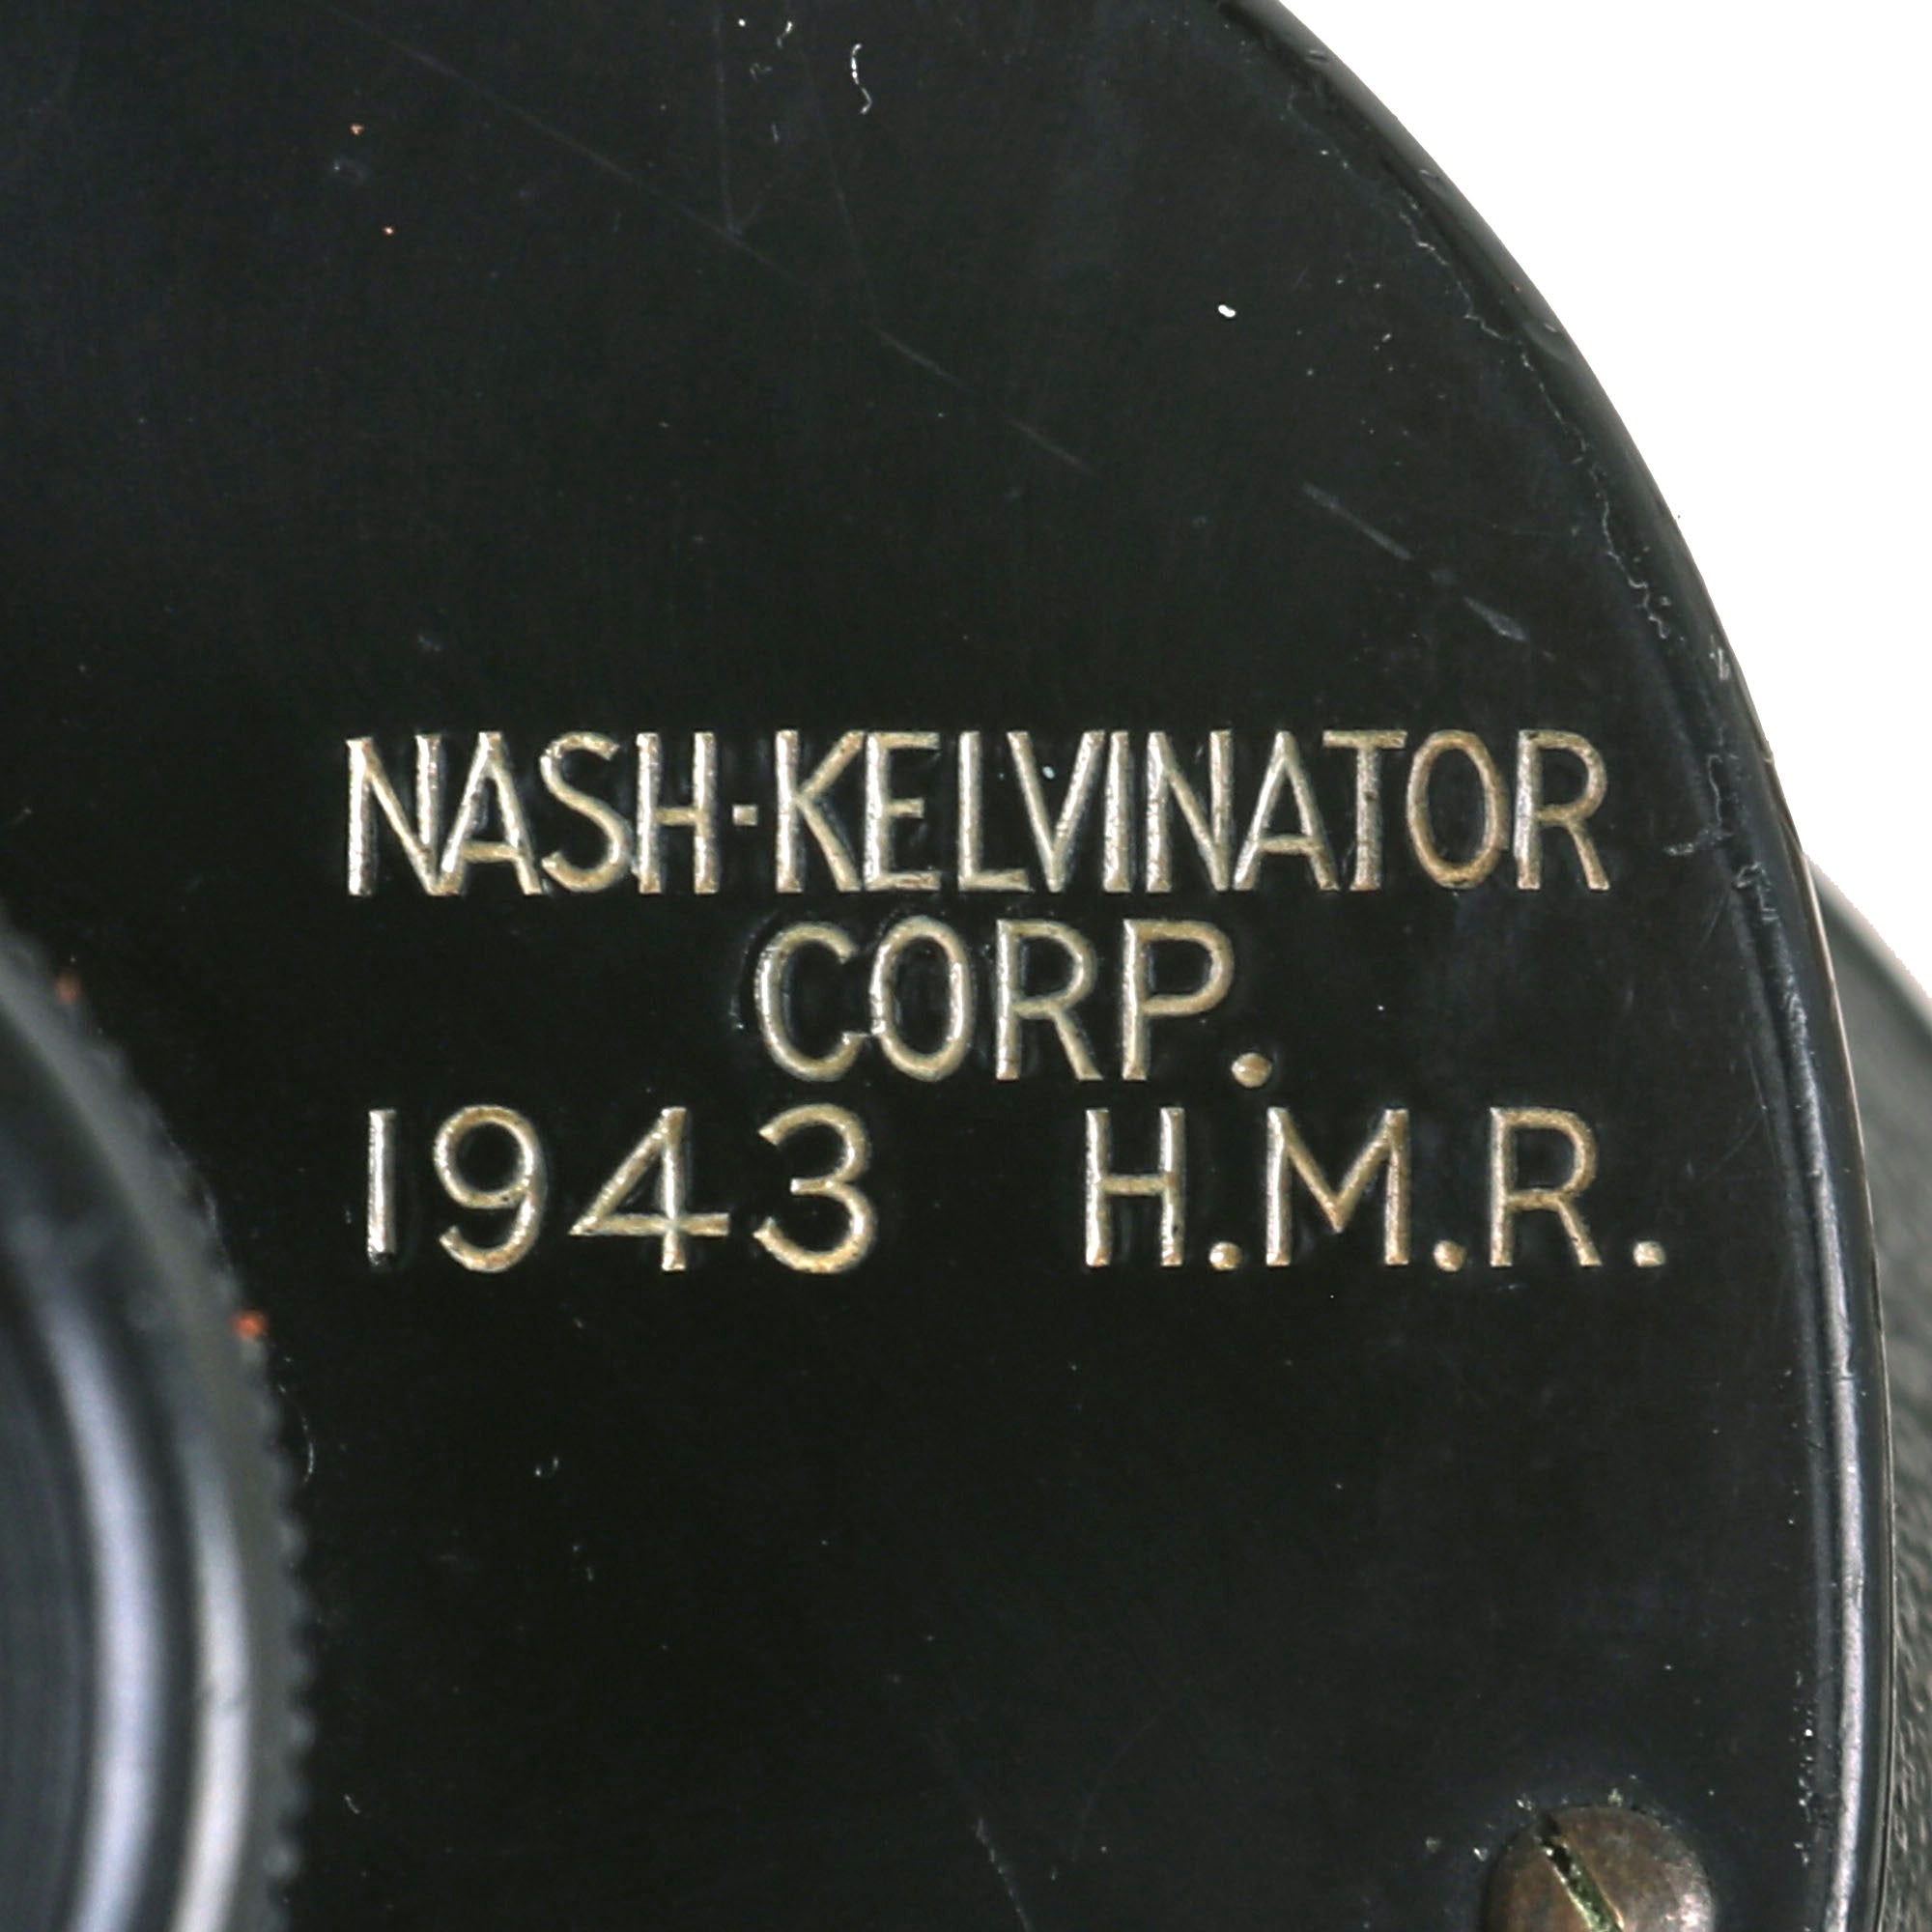 NASH-KELVINATOR
CORP.
1943 H.M.R.